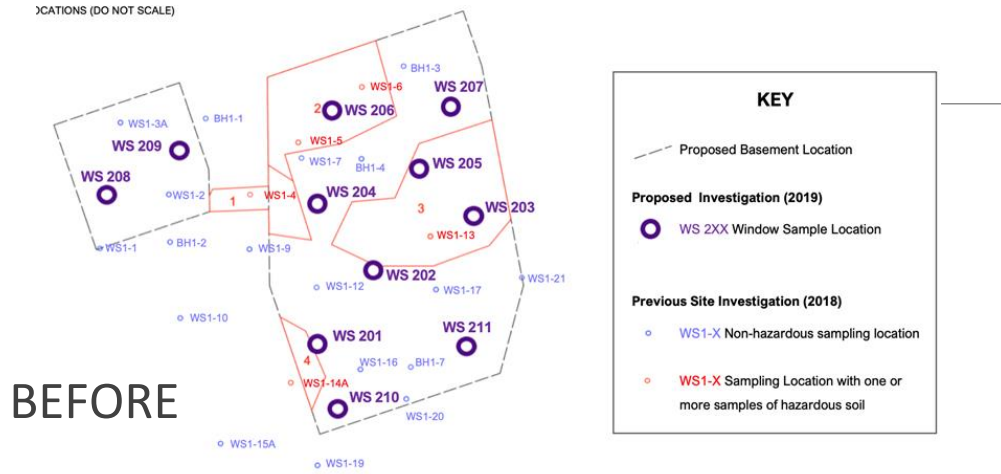 OCATIONS (DO NOT SCALE)
BH1-3
WS1-6
WS 207
2
WS 206
WS1-3A
BH1-1
WS1-5
WS 209
WS1-7
BH1-4
WS 205
WS 208
WS1-2
1
WS1-4
WS 204
3
WS 203
WS1-13
WS1-1
BH1-2
WS1-9
WS 202
WS1-12
WS1-17
WS1-21
WS1-10
WS 201
WS 211
4
WS1-16
BH1-7
WS1-14A
WS 210
WS1-20
BEFORE
WS1-15A
WS1-19
KEY
Proposed Basement Location
Proposed Investigation (2019)
WS 2XX Window Sample Location
Previous Site Investigation (2018)
WS1-X Non-hazardous sampling location
WS1-X Sampling Location with one or
more samples of hazardous soil